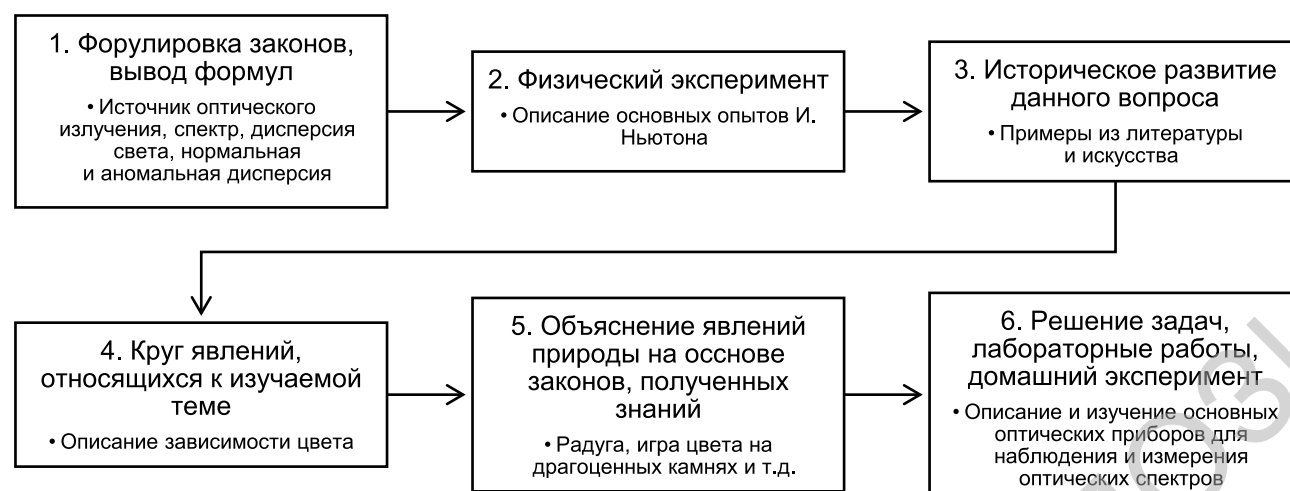 1. Форулировка законов,
вывод формул
• Источник оптического
излучения, спектр, дисперсия
света, нормальная
и аномальная дисперсия
2. Физический эксперимент
• Описание основных опытов И.
Ньютона
3. Историческое развитие
данного вопроса
• Примеры из литературы
и искусства
4. Круг явлений,
относящихся к изучаемой
теме
• Описание зависимости цвета
5. Объяснение явлений
природы на осснове
законов, полученных
знаний
• Радуга, игра цвета на
драгоценных камнях и т.д.
6. Решение задач,
лабораторные работы,
домашний эксперимент
• Описание и изучение основных
оптических приборов для
наблюдения и измерения
оптических спектров